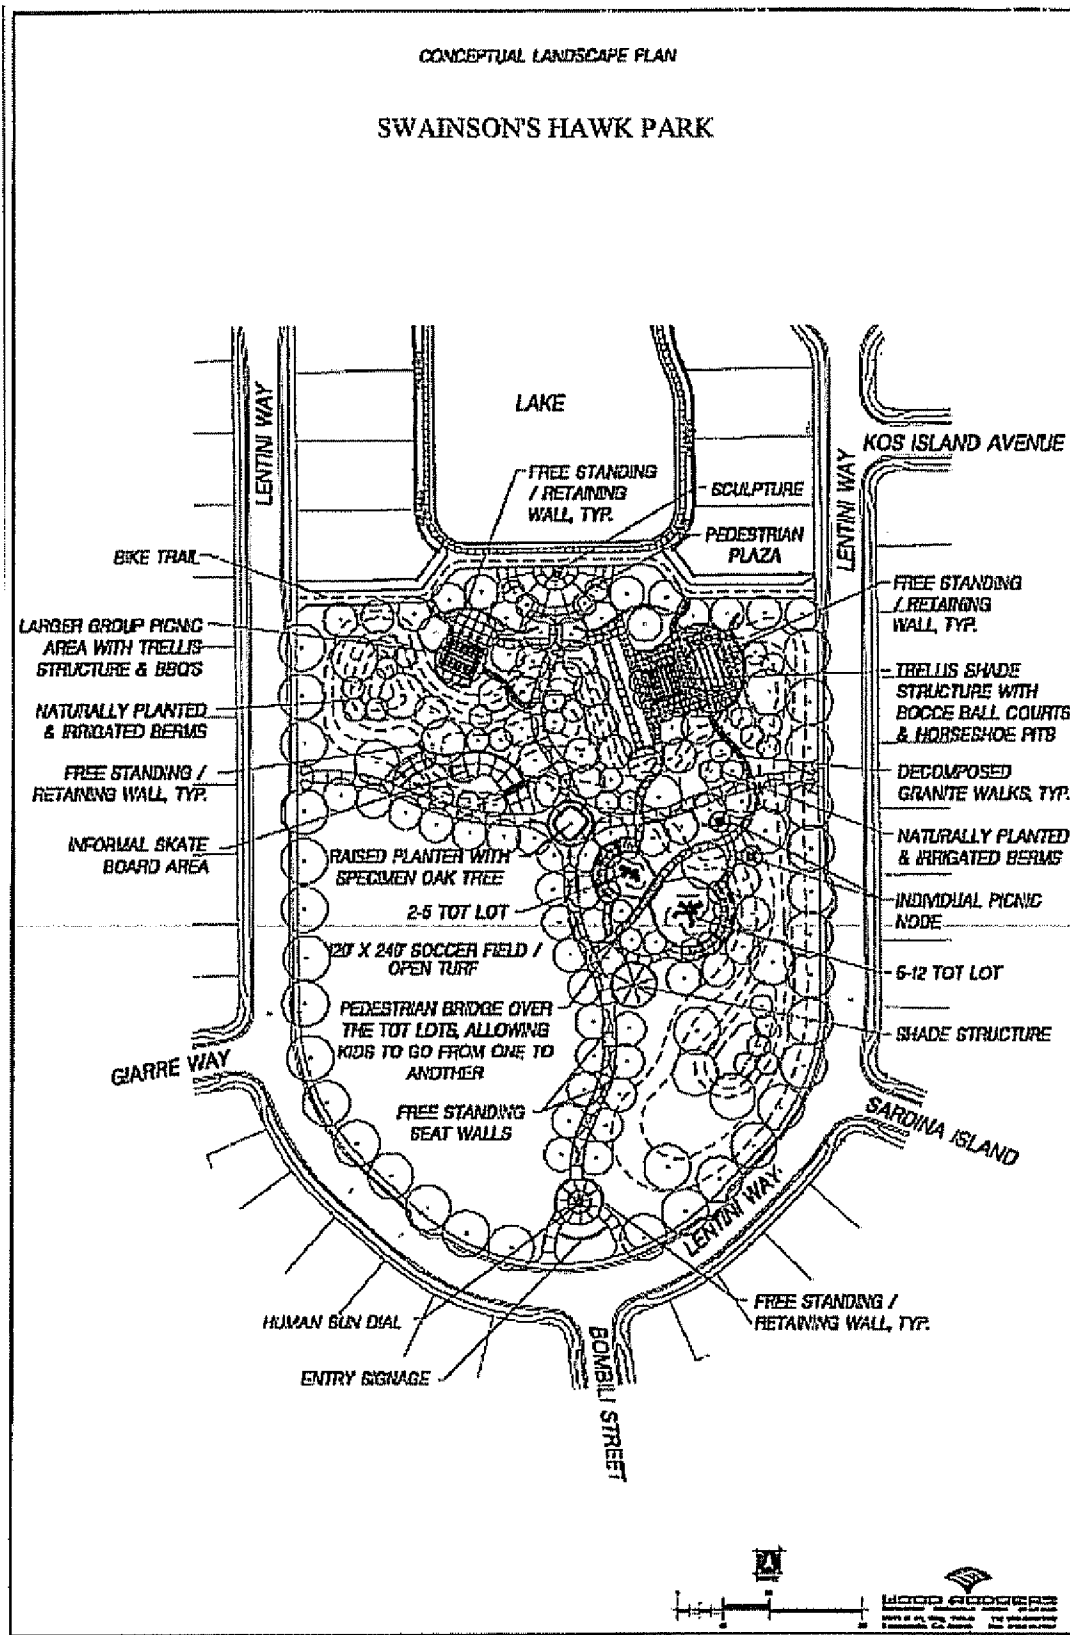 CONCEPTUAL LANDSCAPE PLAN
SWAINSON'S HAWK PARK
LENTINI WAY
LAKE
LENTINI WAY
KOS ISLAND AVENUE
FREE STANDING
/ RETAINING
WALL, TYP.
SCULPTURE
PEDESTRIAN
PLAZA
BIKE TRAIL
FREE STANDING
/ RETAINING
WALL, TYP.
LARGER GROUP PICNIC
AREA WITH TRELLIS
STRUCTURE & BBQ'S
TRELLIS SHADE
STRUCTURE WITH
BOCCE BALL COURTS
& HORSESHOE PITS
NATURALLY PLANTED
& IRRIGATED BERMS
FREE STANDING /
RETAINING WALL, TYP.
DECOMPOSED
GRANITE WALKS, TYP.
INFORMAL SKATE
BOARD AREA
NATURALLY PLANTED
& IRRIGATED BERMS
RAISED PLANTER WITH
SPECIMEN OAK TREE
INDIVIDUAL PICNIC
NODE
2-5 TOT LOT
120' X 240' SOCCER FIELD /
OPEN TURF
5-12 TOT LOT
PEDESTRIAN BRIDGE OVER
THE TOT LOTS, ALLOWING
KIDS TO GO FROM ONE TO
ANOTHER
SHADE STRUCTURE
GIARRE WAY
FREE STANDING
SEAT WALLS
SARDINA ISLAND
LENTINI WAY
HUMAN SUN DIAL
FREE STANDING /
RETAINING WALL, TYP.
ENTRY SIGNAGE
BOMBILI STREET
WOOD RODGERS